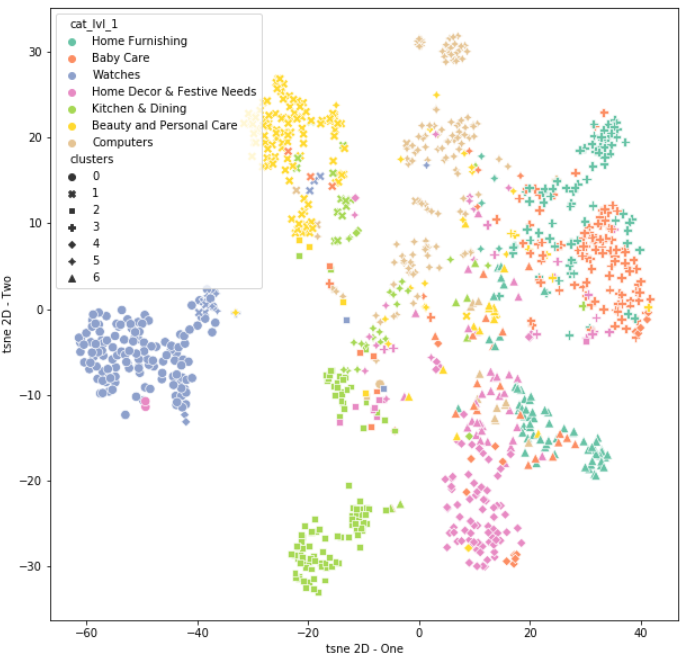 cat_lvl_1
Home Furnishing
Baby Care
Watches
Home Decor & Festive Needs
Kitchen & Dining
Beauty and Personal Care
Computers
clusters
0
1
2
3
4
5
6
30
20
10
0
−10
−20
−30
tsne 2D - Two
−60 −40 −20 0 20 40
tsne 2D - One